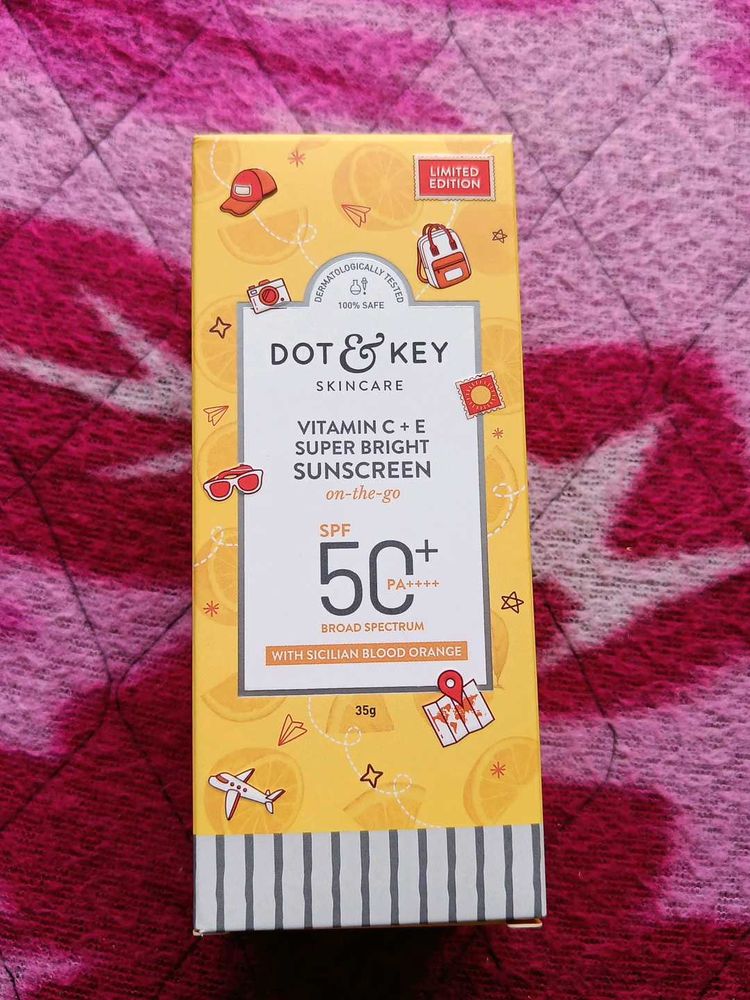 LIMITED
EDITION
DERMATOLOGICALLY TESTED
100% SAFE
DOT & KEY
SKINCARE
VITAMIN C + E
SUPER BRIGHT
SUNSCREEN
on-the-go
SPF
50+
PA++++
BROAD SPECTRUM
WITH SICILIAN BLOOD ORANGE
35g